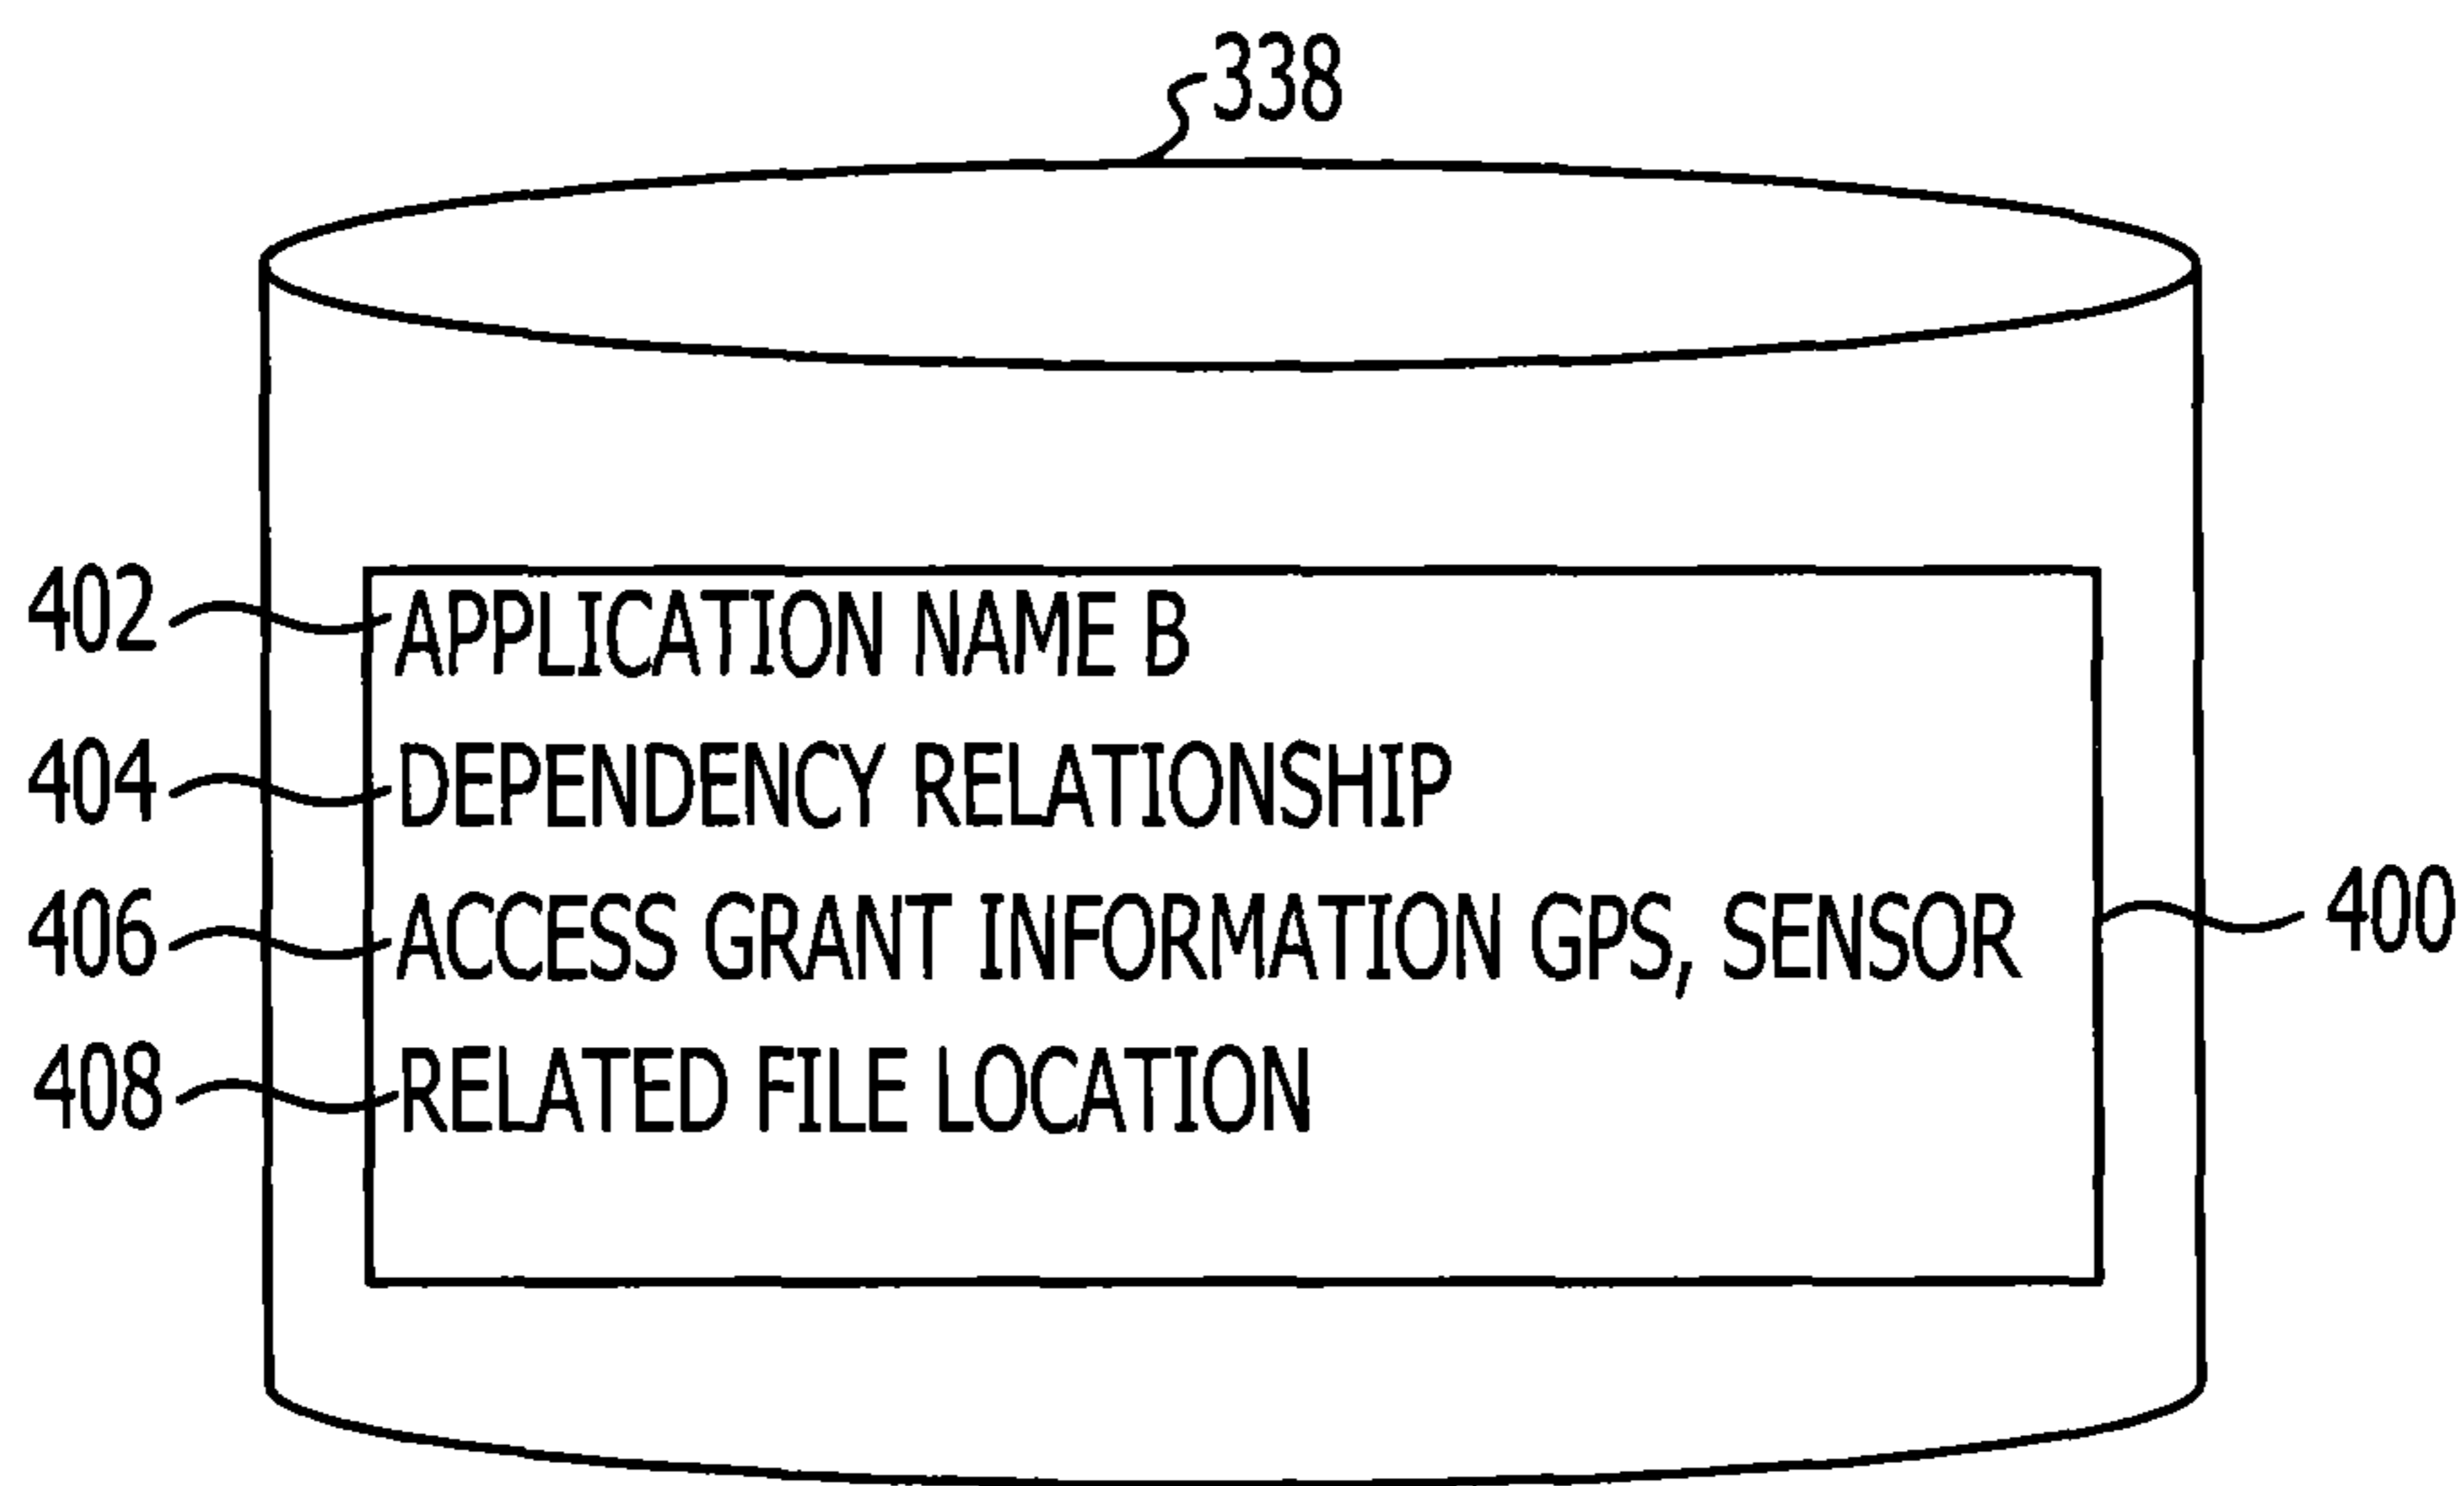 338
402 APPLICATION NAME B
404 DEPENDENCY RELATIONSHIP
406 ACCESS GRANT INFORMATION GPS, SENSOR 400
408 RELATED FILE LOCATION